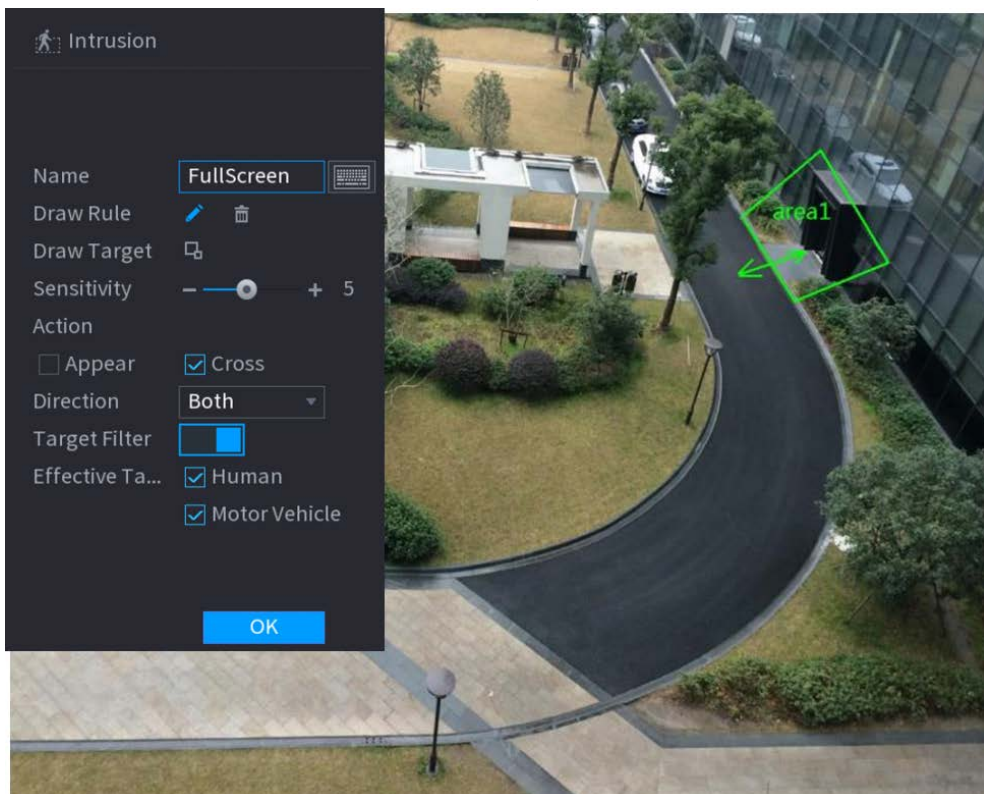 Intrusion
Name FullScreen
Draw Rule
Draw Target
Sensitivity - + 5
Action
Appear Cross
Direction Both
Target Filter
Effective Ta... Human
Motor Vehicle
OK
area1